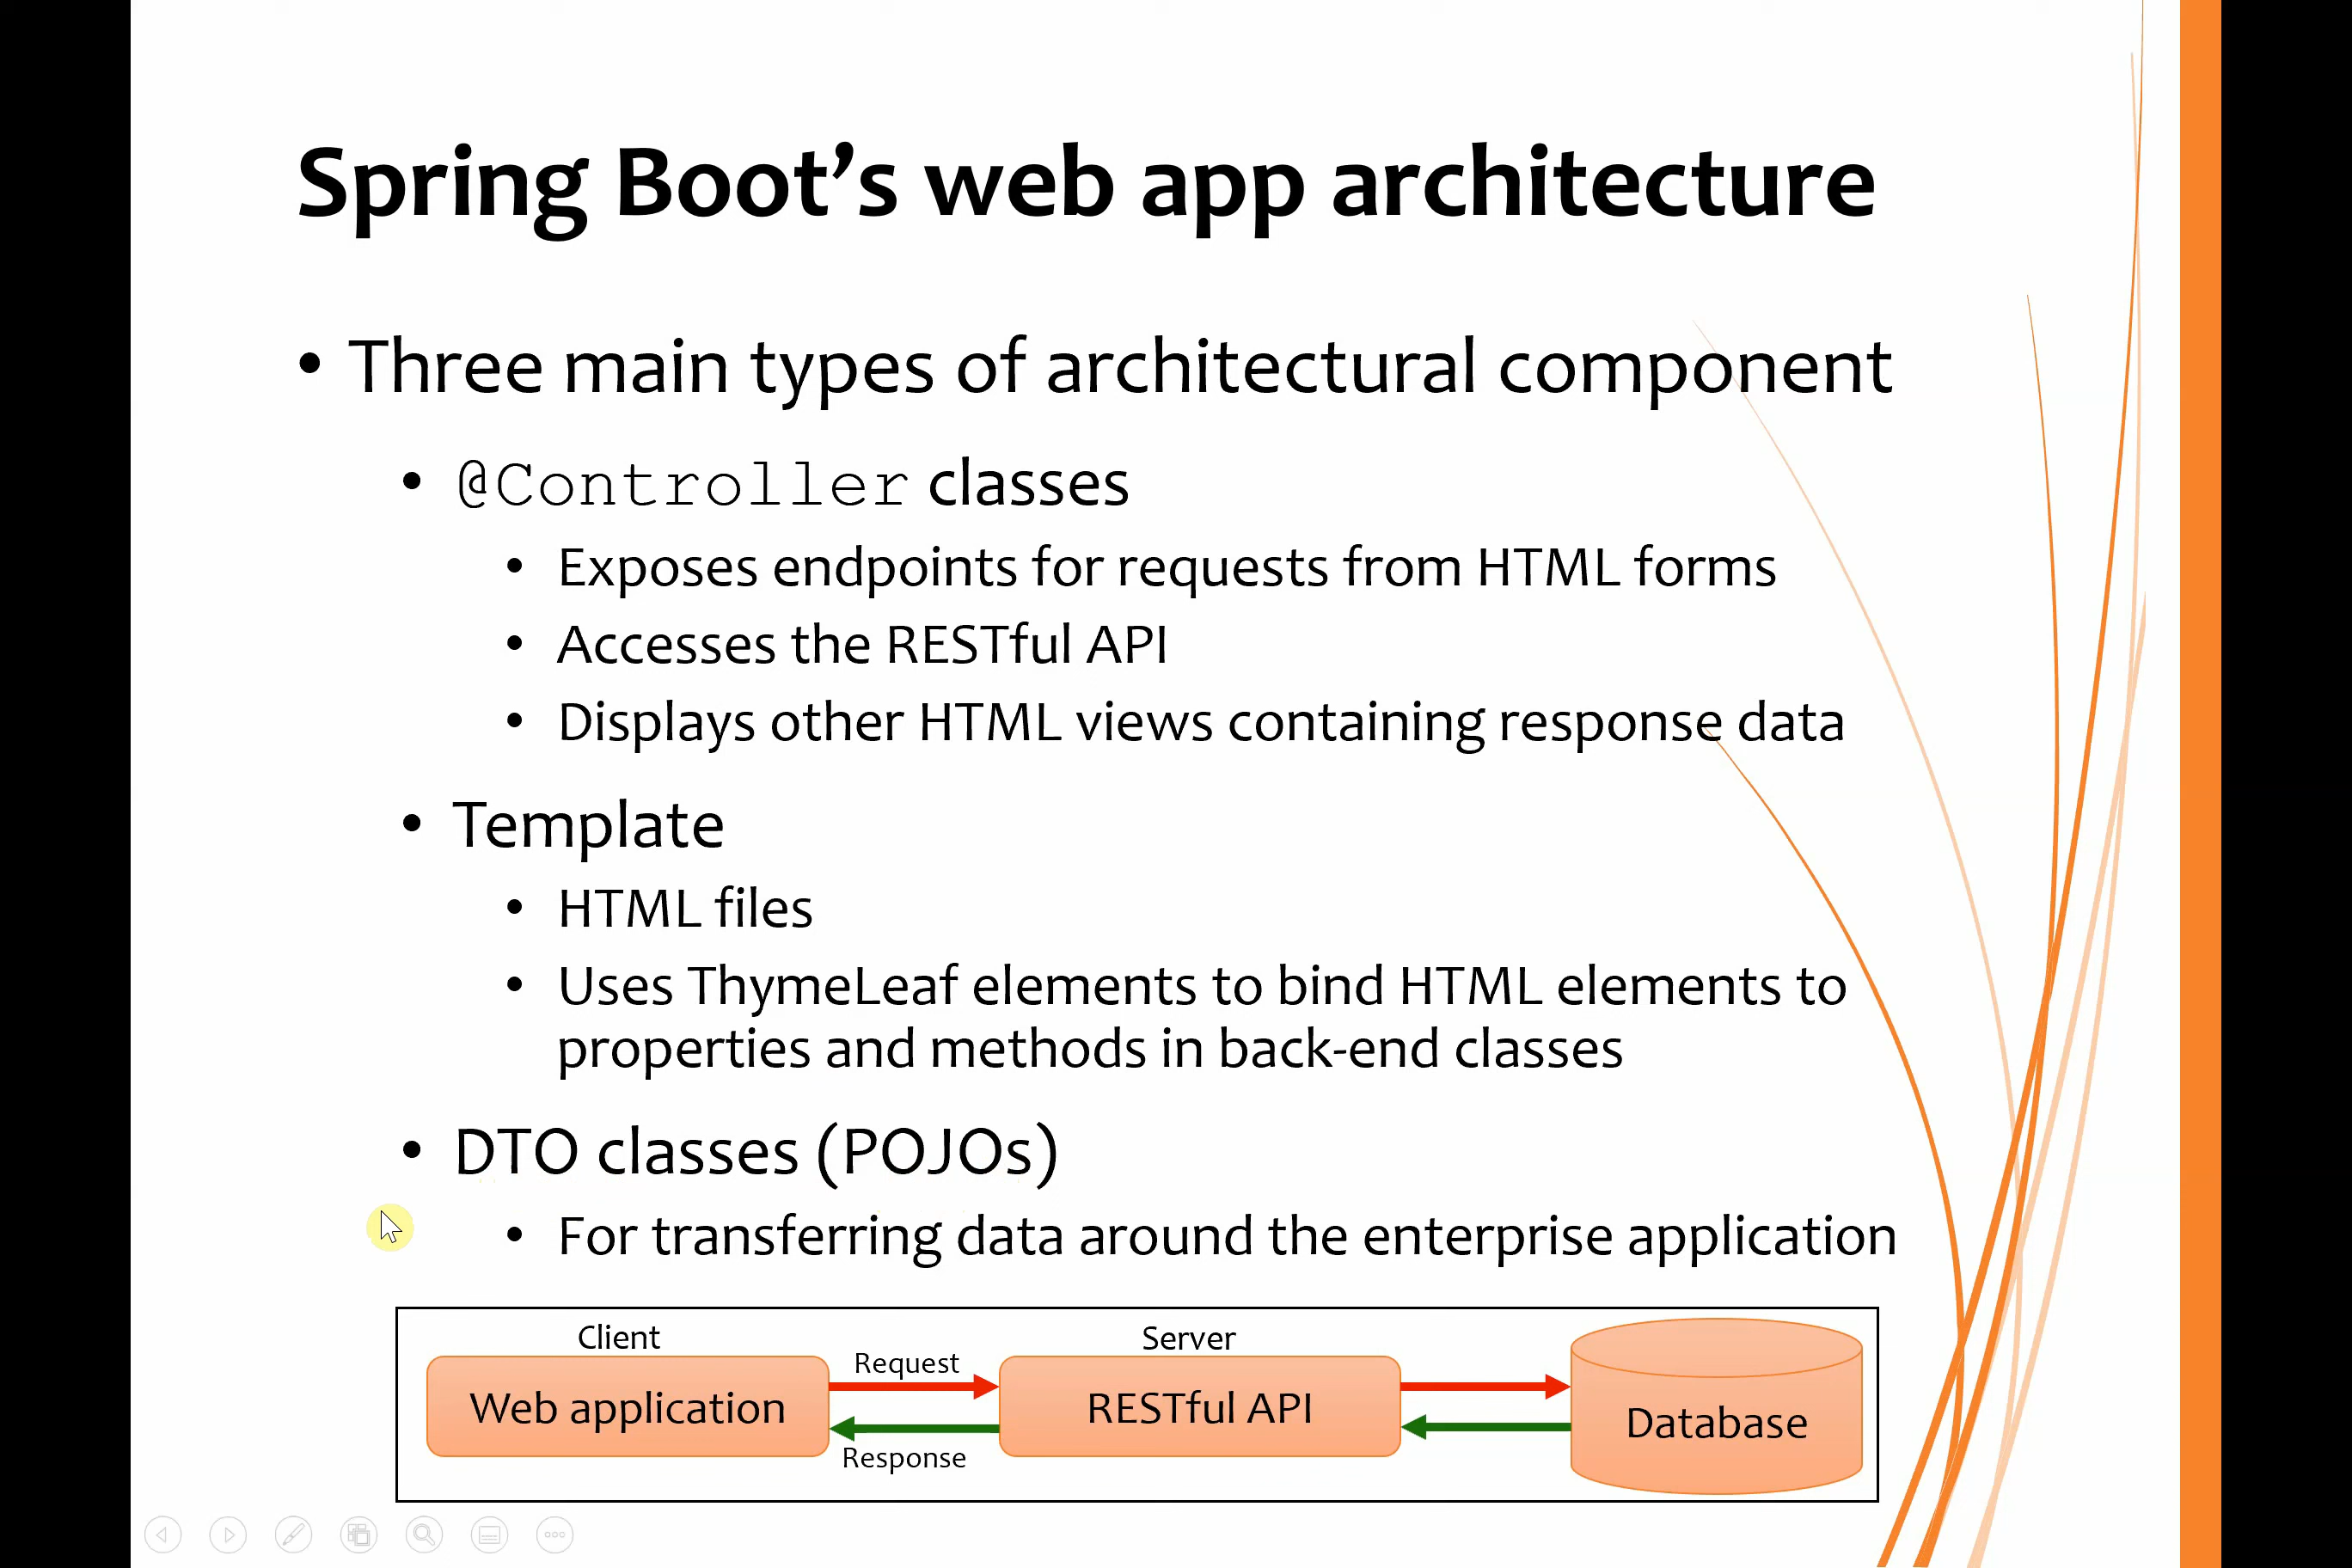 Spring Boot’s web app architecture
• Three main types of architectural component
• @Controller classes
• Exposes endpoints for requests from HTML forms
• Accesses the RESTful API
• Displays other HTML views containing response data
• Template
• HTML files
• Uses ThymeLeaf elements to bind HTML elements to
properties and methods in back-end classes
• DTO classes (POJOs)
• For transferring data around the enterprise application
Client
Server
Request
Web application
RESTful API
Database
Response